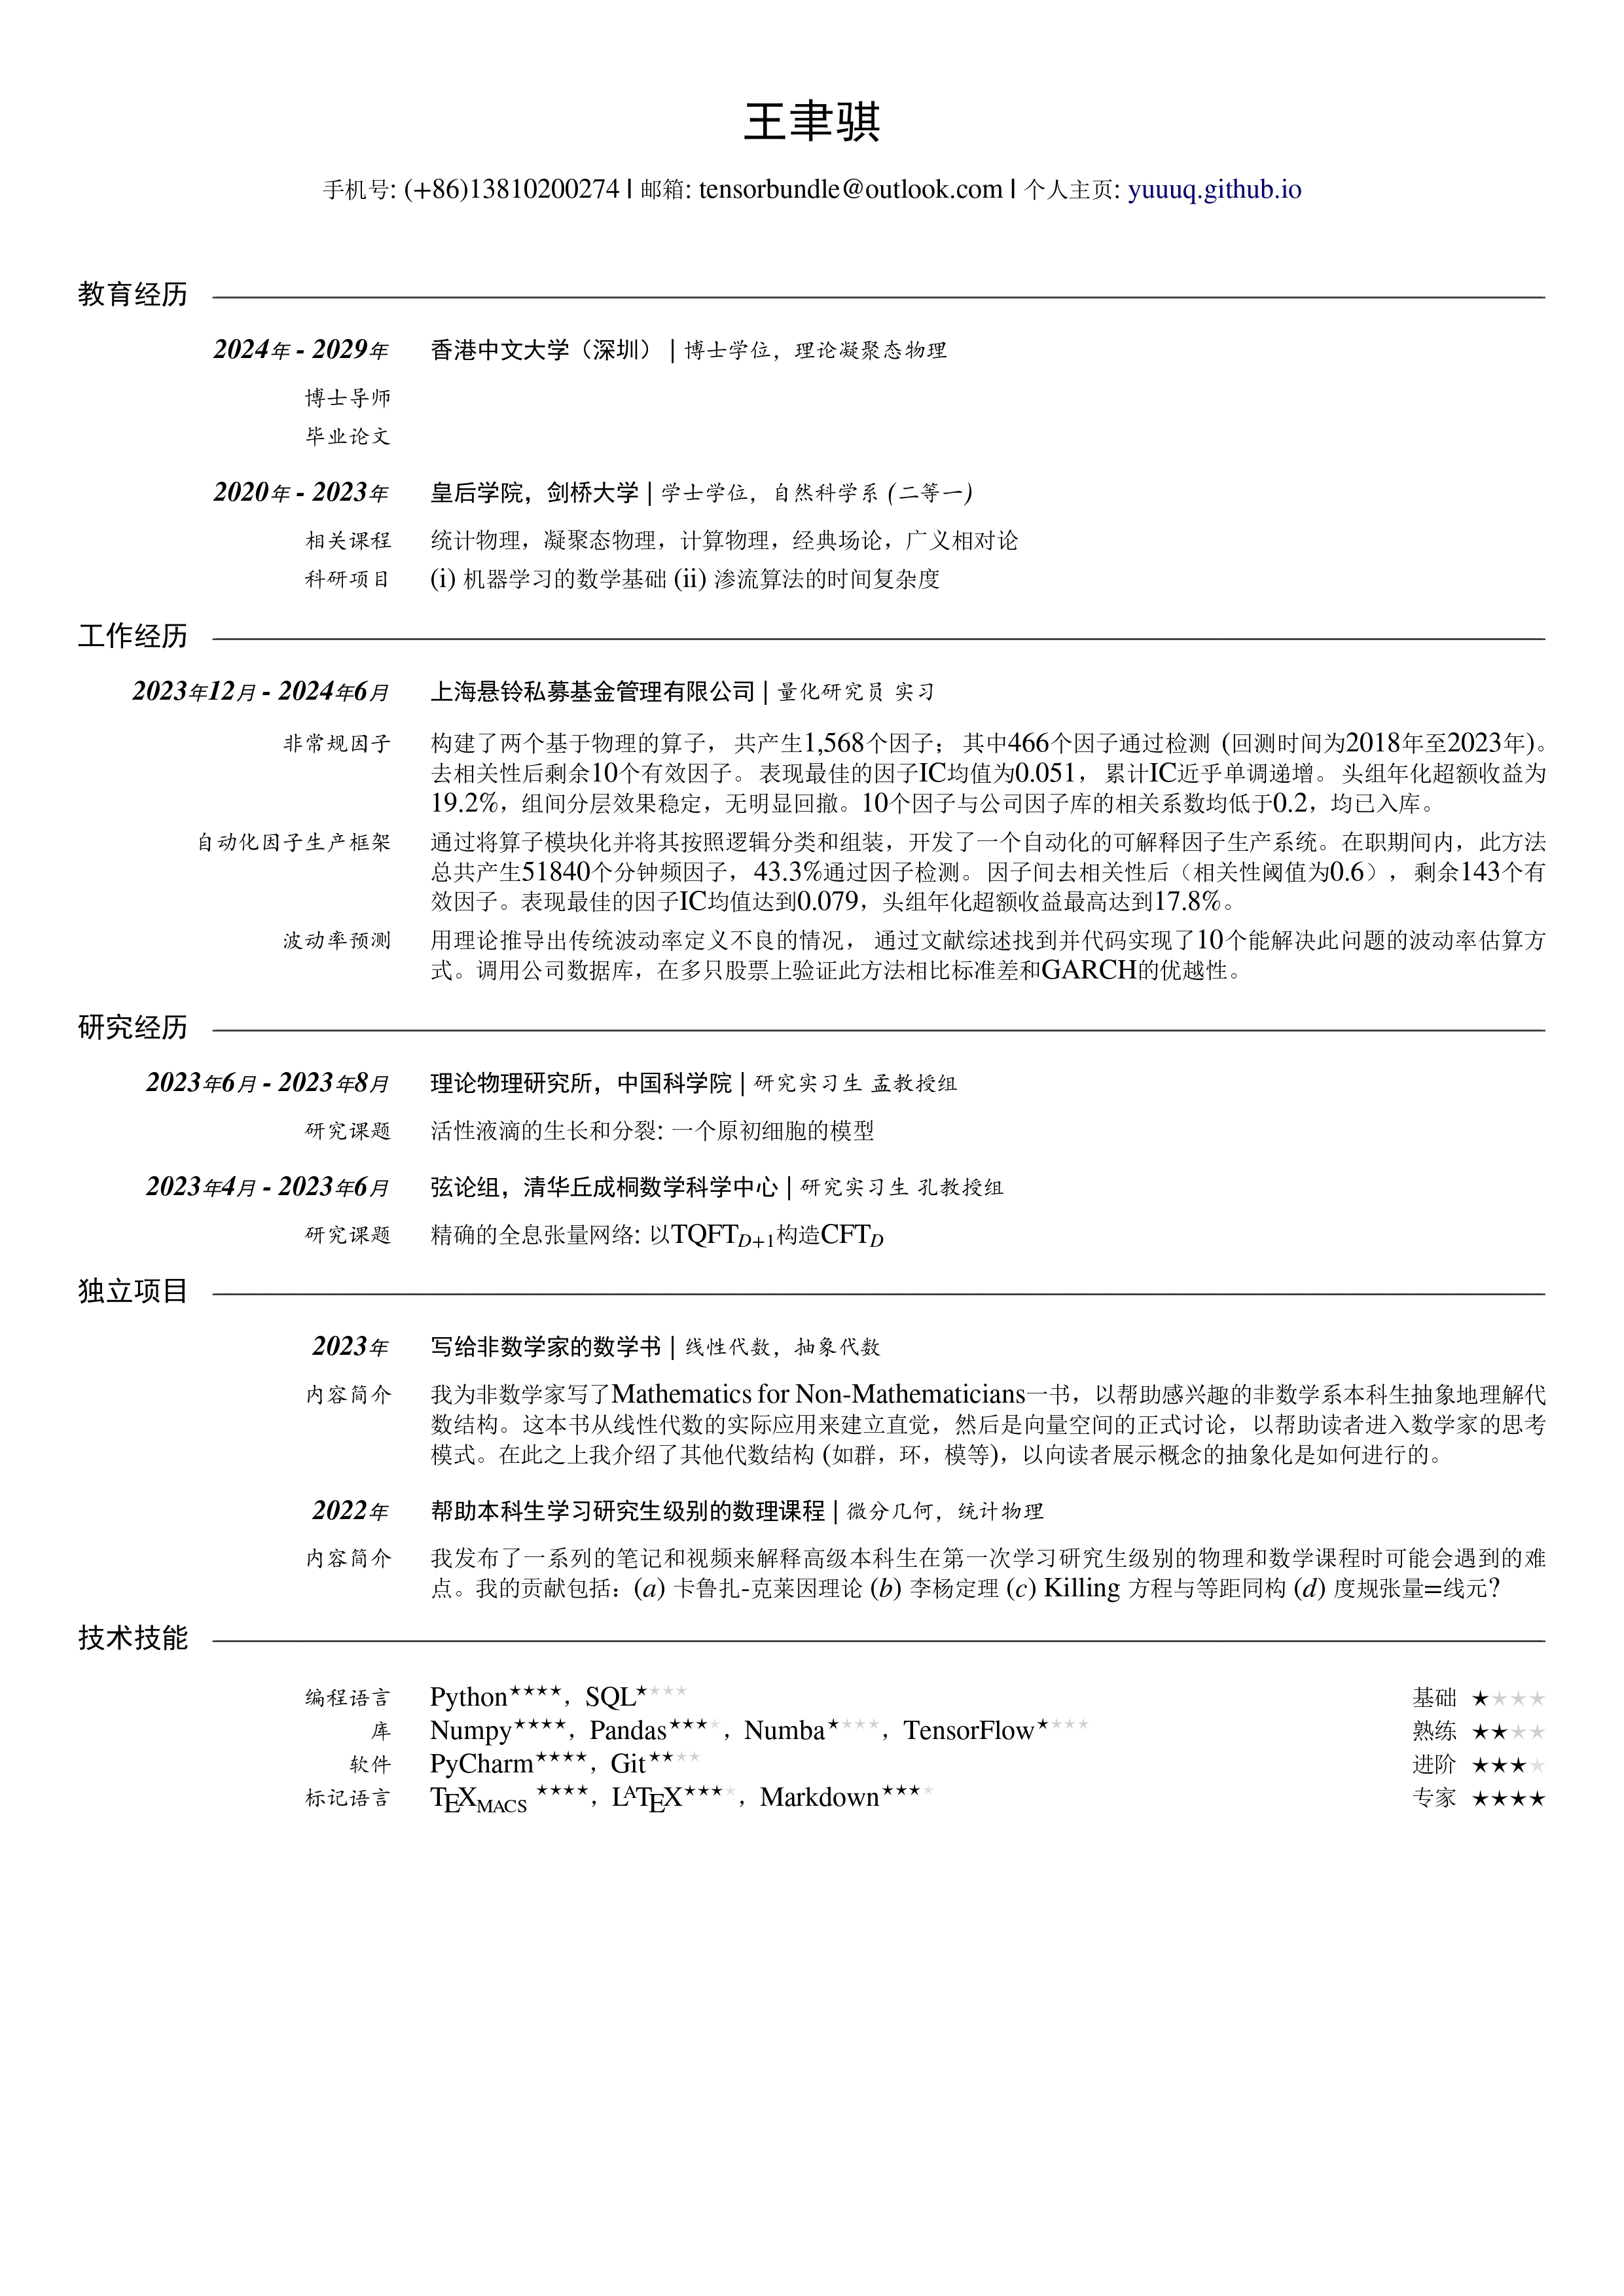 王聿骐
手机号: (+86)13810200274 | 邮箱: tensorbundle@outlook.com | 个人主页: yuuuq.github.io
教育经历
2024年 - 2029年 香港中文大学（深圳） | 博士学位，理论凝聚态物理
博士导师
毕业论文
2020年 - 2023年 皇后学院，剑桥大学 | 学士学位，自然科学系 (二等一)
相关课程 统计物理，凝聚态物理，计算物理，经典场论，广义相对论
科研项目 (i) 机器学习的数学基础 (ii) 渗流算法的时间复杂度
工作经历
2023年12月 - 2024年6月 上海悬铃私募基金管理有限公司 | 量化研究员 实习
非常规因子 构建了两个基于物理的算子， 共产生1,568个因子； 其中466个因子通过检测 (回测时间为2018年至2023年)。
去相关性后剩余10个有效因子。 表现最佳的因子IC均值为0.051， 累计IC近乎单调递增。 头组年化超额收益为
19.2%，组间分层效果稳定，无明显回撤。10个因子与公司因子库的相关系数均低于0.2，均已入库。
自动化因子生产框架 通过将算子模块化并将其按照逻辑分类和组装，开发了一个自动化的可解释因子生产系统。在职期间内，此方法
总共产生51840个分钟频因子，43.3%通过因子检测。因子间去相关性后（相关性阈值为0.6）， 剩余143个有
效因子。表现最佳的因子IC均值达到0.079，头组年化超额收益最高达到17.8%。
波动率预测 用理论推导出传统波动率定义不良的情况， 通过文献综述找到并代码实现了10个能解决此问题的波动率估算方
式。调用公司数据库，在多只股票上验证此方法相比标准差和GARCH的优越性。
研究经历
2023年6月 - 2023年8月 理论物理研究所，中国科学院 | 研究实习生 孟教授组
研究课题 活性液滴的生长和分裂: 一个原初细胞的模型
2023年4月 - 2023年6月 弦论组，清华丘成桐数学科学中心 | 研究实习生 孔教授组
研究课题 精确的全息张量网络: 以TQFT_{D+1}构造CFT_D
独立项目
2023年 写给非数学家的数学书 | 线性代数，抽象代数
内容简介 我为非数学家写了Mathematics for Non-Mathematicians一书，以帮助感兴趣的非数学系本科生抽象地理解代
数结构。这本书从线性代数的实际应用来建立直觉，然后是向量空间的正式讨论，以帮助读者进入数学家的思考
模式。在此之上我介绍了其他代数结构 (如群，环，模等)，以向读者展示概念的抽象化是如何进行的。
2022年 帮助本科生学习研究生级别的数理课程 | 微分几何，统计物理
内容简介 我发布了一系列的笔记和视频来解释高级本科生在第一次学习研究生级别的物理和数学课程时可能会遇到的难
点。我的贡献包括：(a) 卡鲁扎-克莱因理论 (b) 李杨定理 (c) Killing 方程与等距同构 (d) 度规张量=线元?
技术技能
编程语言 Python★★★★，SQL★★★★ 基础 ★★★★
库 Numpy★★★★，Pandas★★★★，Numba★★★★，TensorFlow★★★★ 熟练 ★★★★
软件 PyCharm★★★★，Git★★★★ 进阶 ★★★★
标记语言 TEXMACS ★★★★，LATEX★★★★，Markdown★★★★ 专家 ★★★★